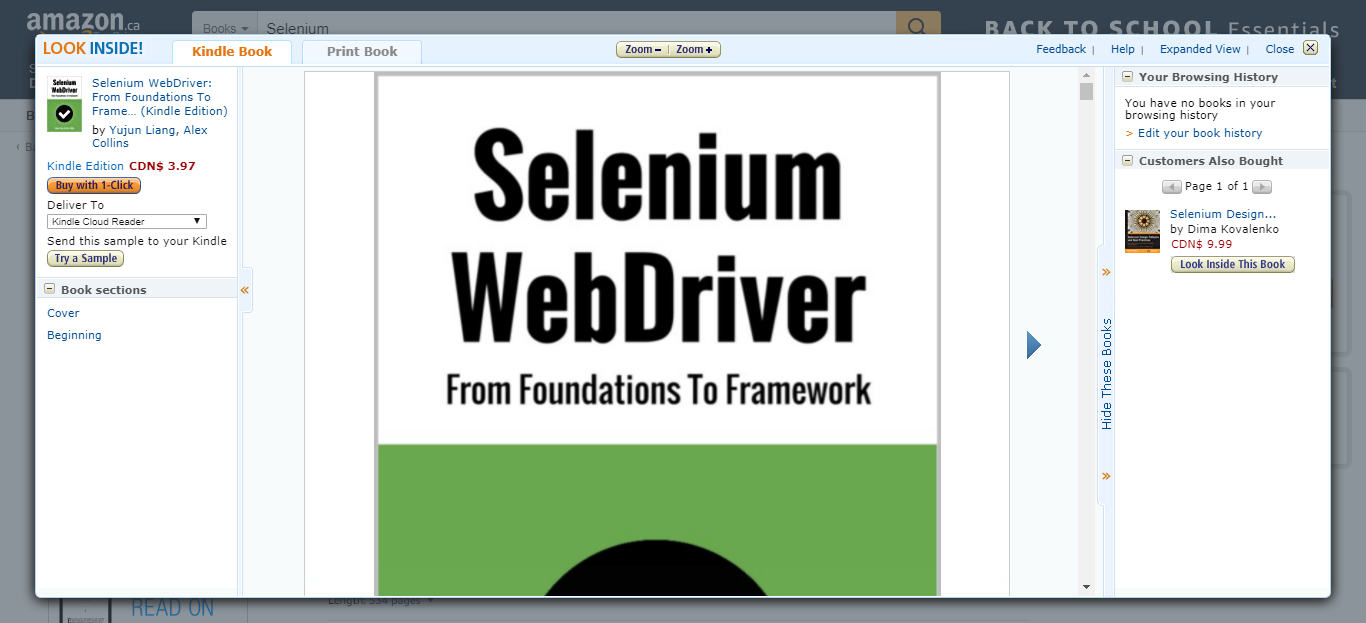 amazon.ca
Books
Selenium
BACK TO SCHOOL Essentials
LOOK INSIDE!
Kindle Book
Print Book
Zoom –
Zoom +
Feedback |
Help |
Expanded View |
Close
Selenium
WebDriver
Selenium WebDriver:
From Foundations To
Frame... (Kindle Edition)
by Yujun Liang, Alex
Collins
Kindle Edition CDN$ 3.97
Buy with 1-Click
Deliver To
Kindle Cloud Reader
Send this sample to your Kindle
Try a Sample
Book sections
Cover
Beginning
Selenium
WebDriver
From Foundations To Framework
Hide These Books
Your Browsing History
You have no books in your
browsing history
> Edit your book history
Customers Also Bought
Page 1 of 1
Selenium Design...
by Dima Kovalenko
CDN$ 9.99
Look Inside This Book
READ ON
Length: 334 pages